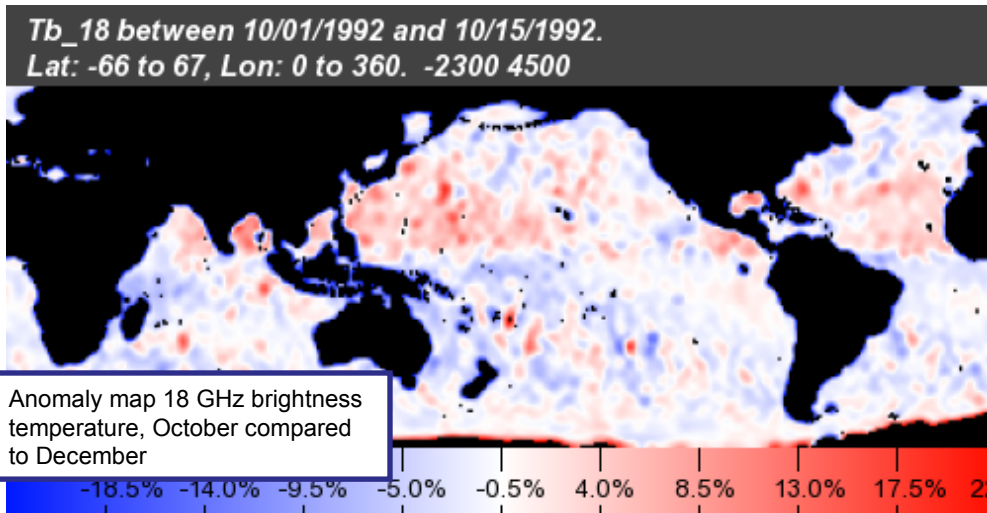 Tb_18 between 10/01/1992 and 10/15/1992.
Lat: -66 to 67, Lon: 0 to 360. -2300 4500
Anomaly map 18 GHz brightness
temperature, October compared
to December
-18.5% -14.0% -9.5% -5.0% -0.5% 4.0% 8.5% 13.0% 17.5%